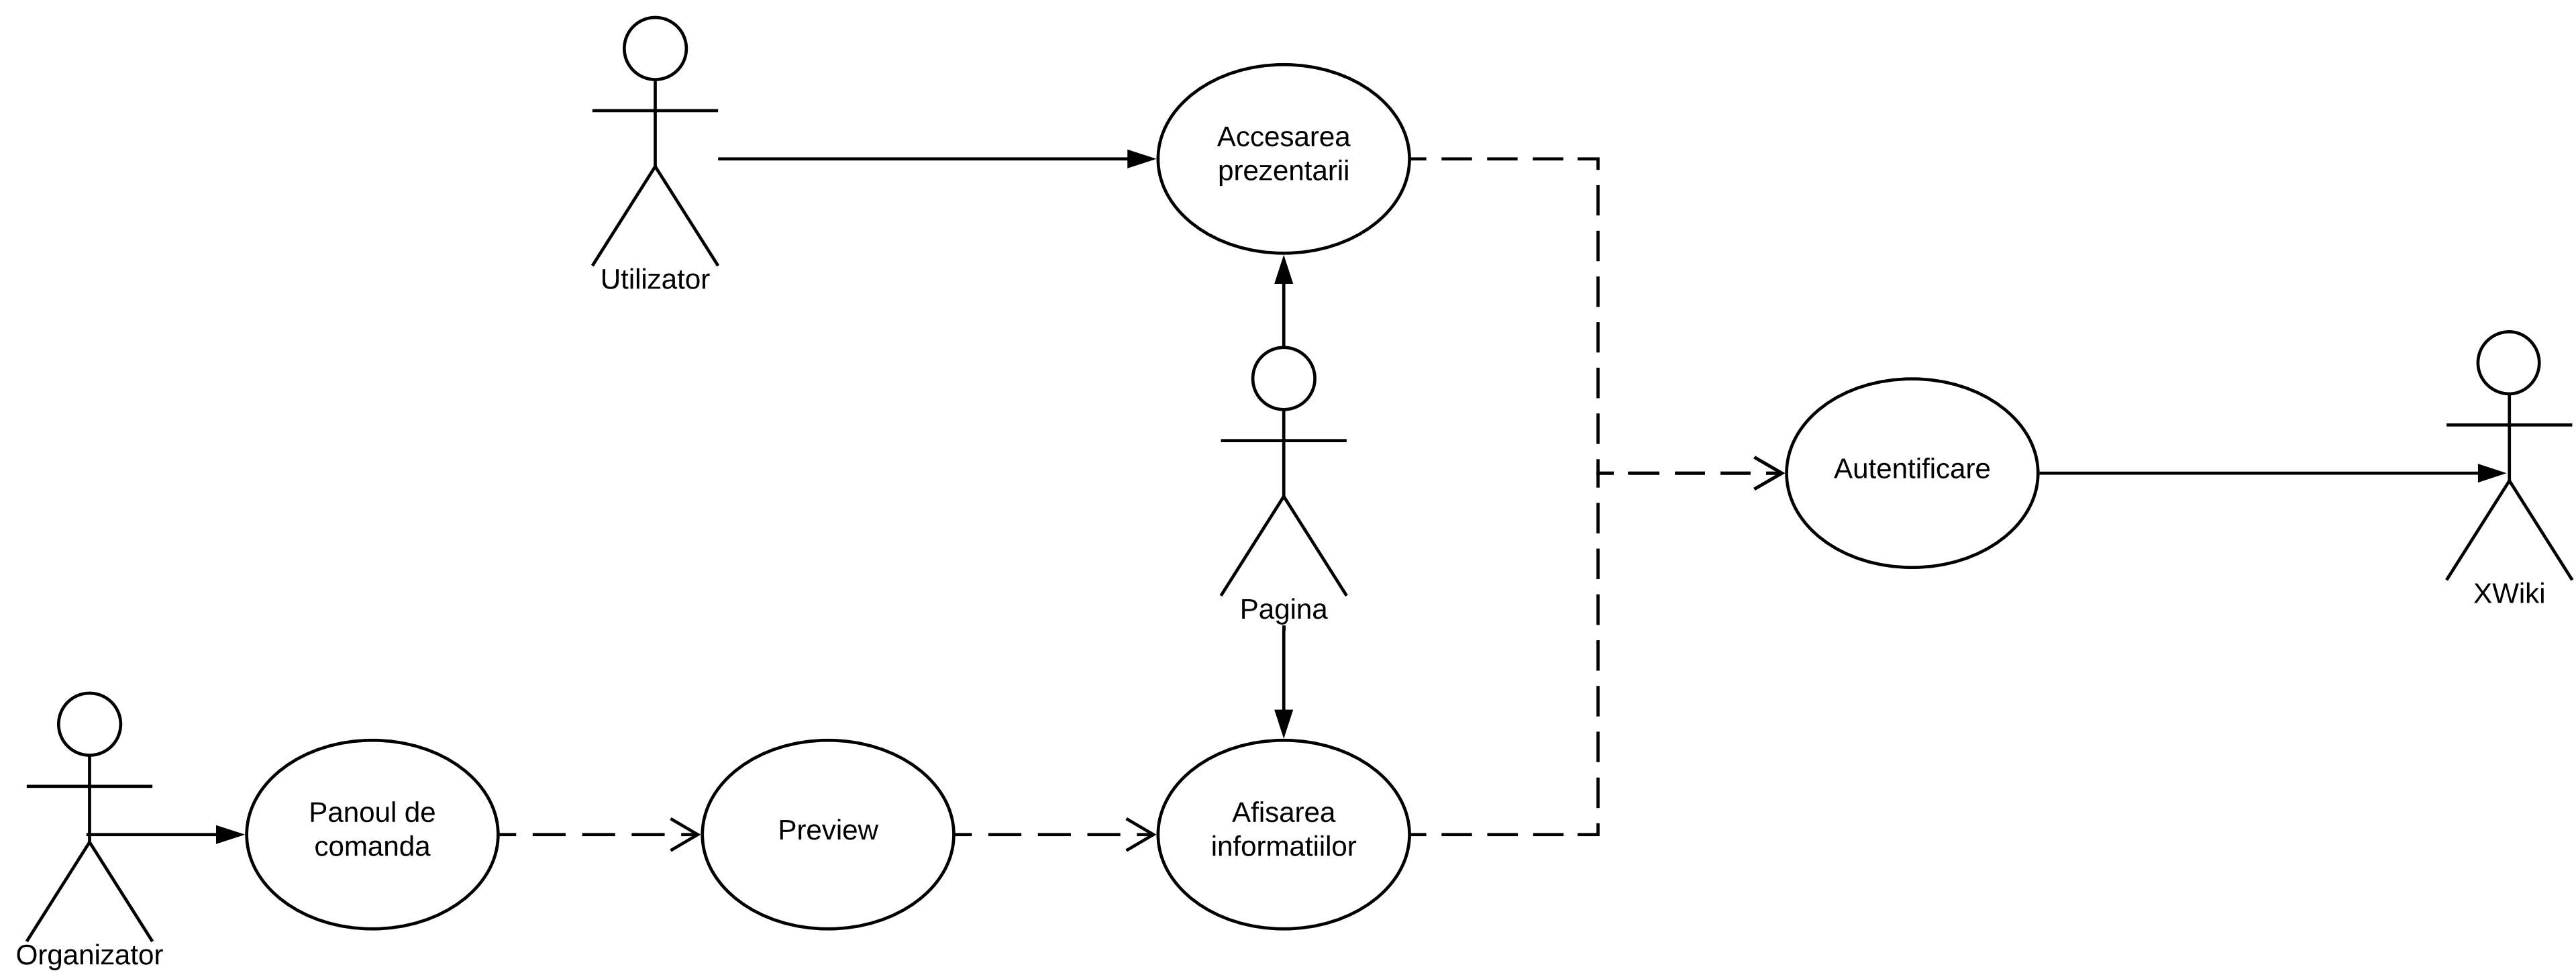 Accesarea
prezentarii
Utilizator
Autentificare
XWiki
Pagina
Panoul de
comanda
Preview
Afisarea
informatiilor
Organizator